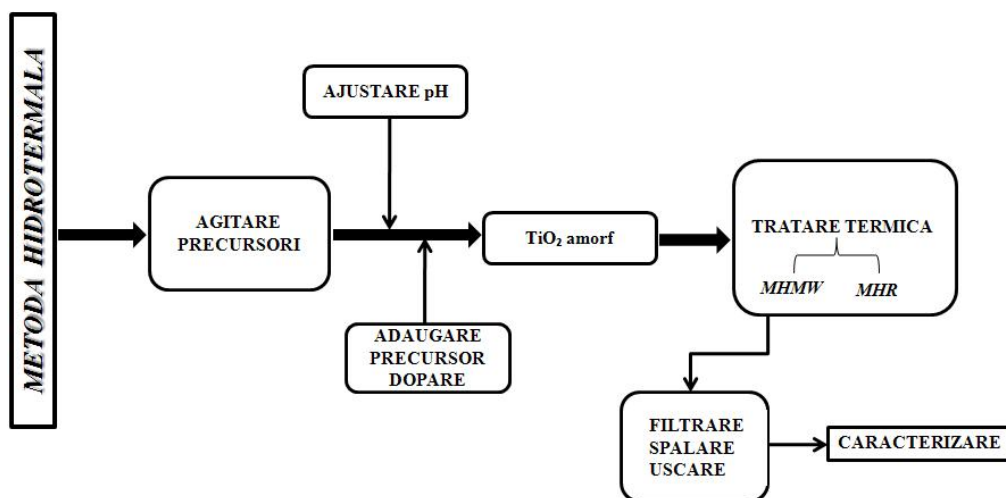 METODA HIDROTERMALA
AJUSTARE pH
AGITARE
PRECURSORI
ADAUGARE
PRECURSOR
DOPARE
TiO₂ amorf
TRATARE TERMICA
MHMW MHR
FILTRARE
SPALARE
USCARE
CARACTERIZARE